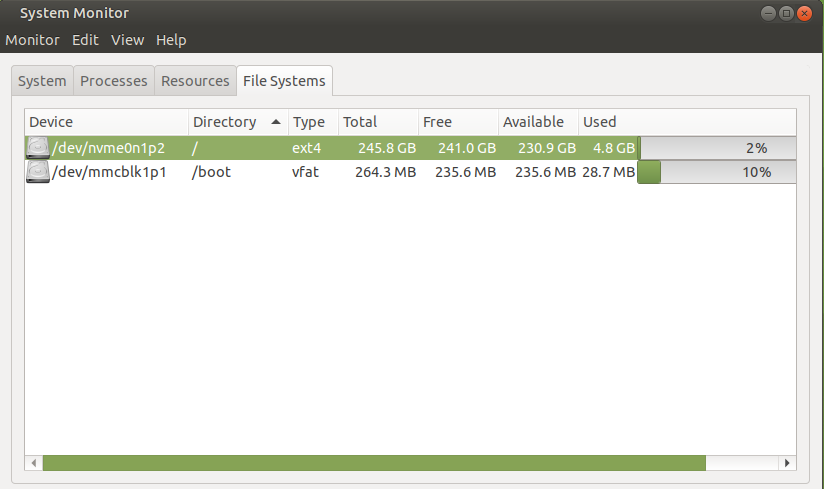 System Monitor
Monitor Edit View Help
System Processes Resources File Systems
Device Directory Type Total Free Available Used
/dev/nvme0n1p2 / ext4 245.8 GB 241.0 GB 230.9 GB 4.8 GB 2%
/dev/mmcblk1p1 /boot vfat 264.3 MB 235.6 MB 235.6 MB 28.7 MB 10%